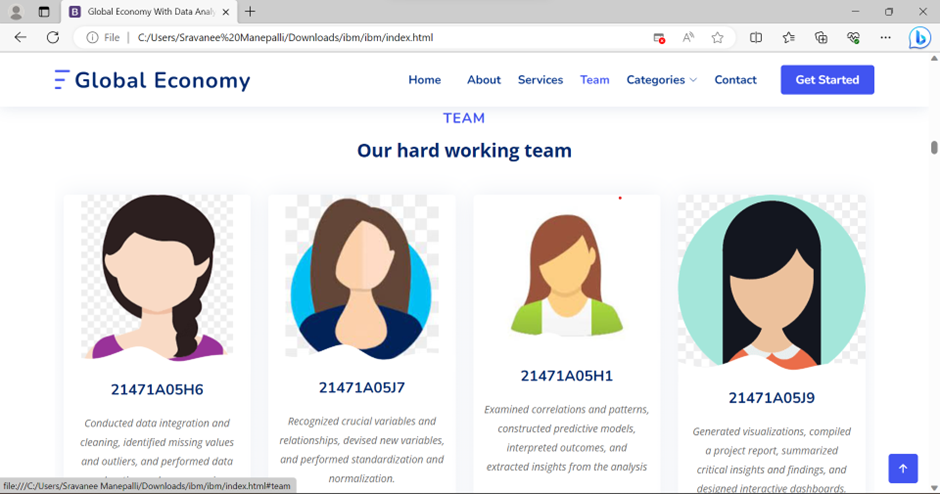 Global Economy With Data Analy
File
C:/Users/Sravanee%20Manepalli/Downloads/ibm/ibm/index.html
Global Economy
Home About Services Team Categories Contact Get Started
TEAM
Our hard working team
21471A05H6
Conducted data integration and
cleaning, identified missing values
and outliers, and performed data
21471A05J7
Recognized crucial variables and
relationships, devised new variables,
and performed standardization and
normalization.
21471A05H1
Examined correlations and patterns,
constructed predictive models,
interpreted outcomes, and
extracted insights from the analysis
21471A05J9
Generated visualizations, compiled
a project report, summarized
critical insights and findings, and
designed interactive dashboards.
file:///C:/Users/Sravanee Manepalli/Downloads/ibm/ibm/index.html#team